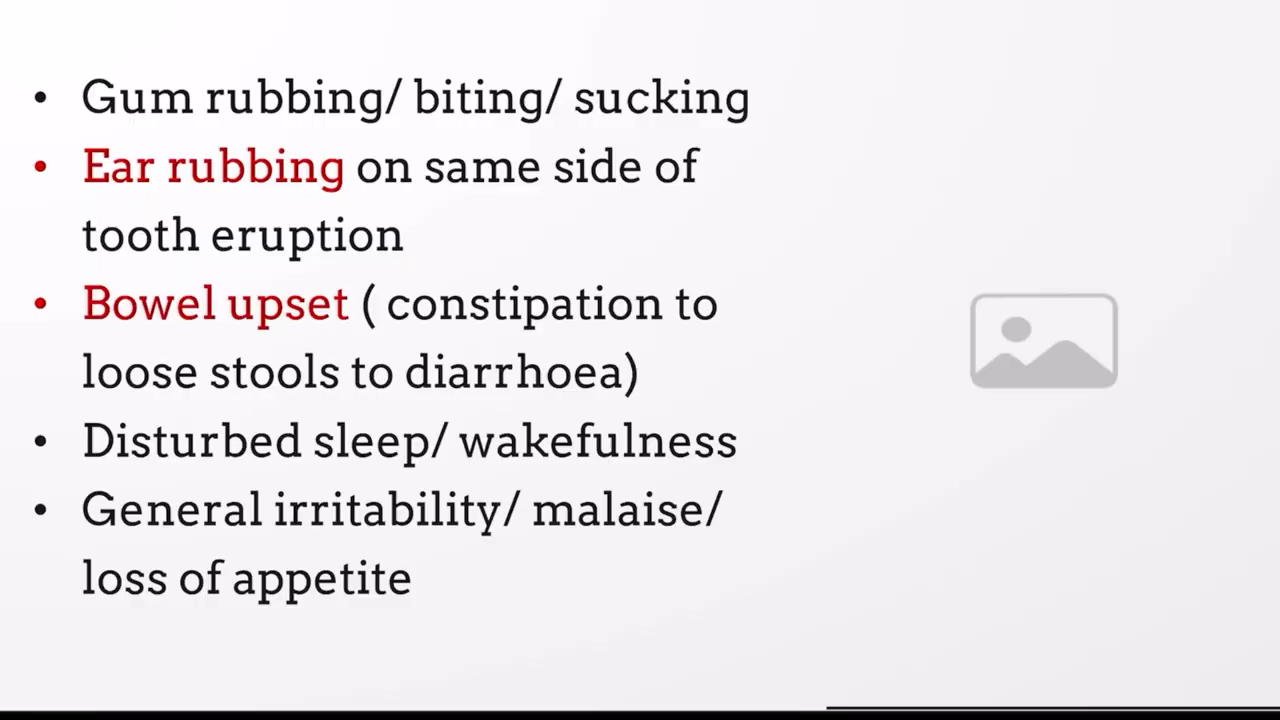 • Gum rubbing/ biting/ sucking
• Ear rubbing on same side of
tooth eruption
• Bowel upset ( constipation to
loose stools to diarrhoea)
• Disturbed sleep/ wakefulness
• General irritability/ malaise/
loss of appetite